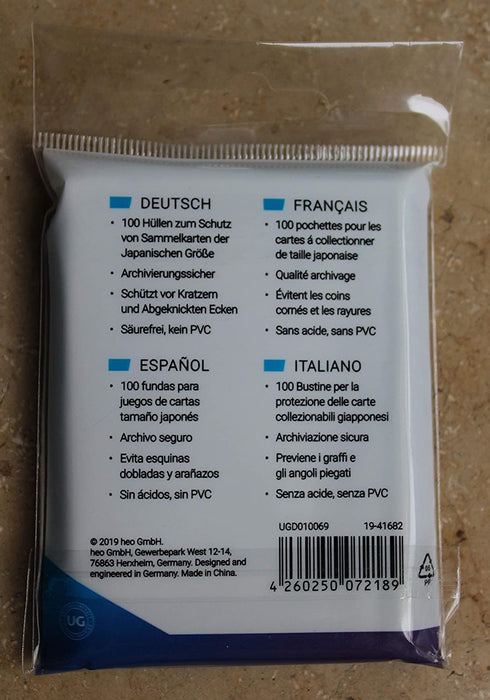 DEUTSCH
• 100 Hüllen zum Schutz
von Sammelkarten der
Japanischen Größe
• Archivierungssicher
• Schützt vor Kratzern
und Abgeknickten Ecken
• Säurefrei, kein PVC
FRANÇAIS
• 100 pochettes pour les
cartes á collectionner
de taille japonaise
• Qualité archivage
• Évitent les coins
cornés et les rayures
• Sans acide, sans PVC
ESPAÑOL
• 100 fundas para
juegos de cartas
tamaño japonés
• Archivo seguro
• Evita esquinas
dobladas y arañazos
• Sin ácidos, sin PVC
ITALIANO
• 100 Bustine per la
protezione delle carte
collezionabili giapponesi
• Archiviazione sicura
• Previene i graffi e
gli angoli piegati
• Senza acide, senza PVC
© 2019 heo GmbH.
heo GmbH, Gewerbepark West 12-14,
76863 Herxheim, Germany. Designed and
engineered in Germany. Made in China.
UGD010069 19-41682
4 260250 072189
UG